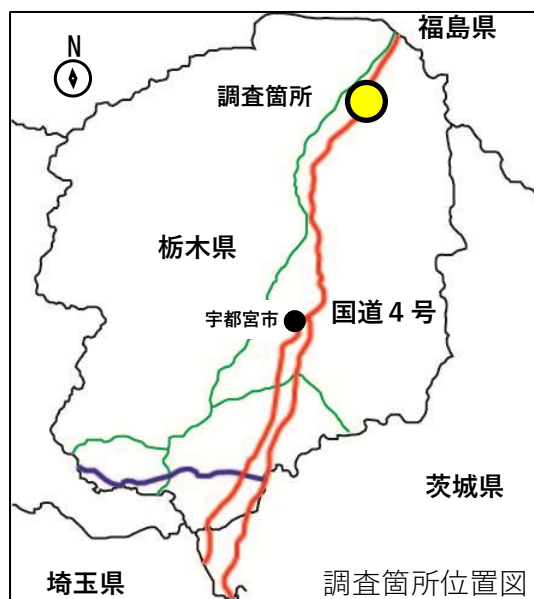 福島県
N
調査箇所
栃木県
宇都宮市
国道４号
茨城県
埼玉県
調査箇所位置図